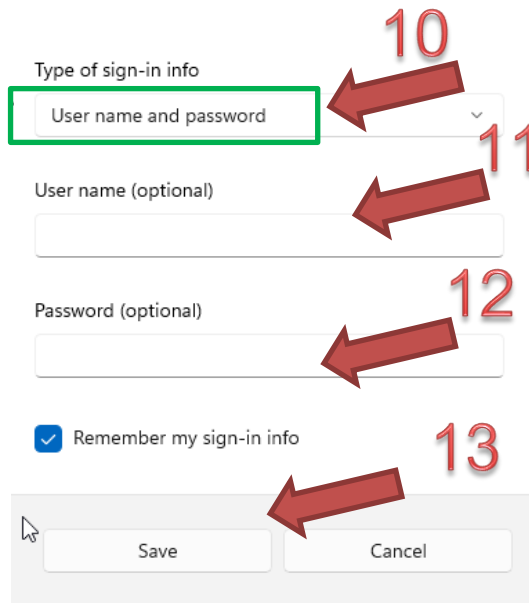 10
Type of sign-in info
User name and password
11
User name (optional)
12
Password (optional)
Remember my sign-in info
13
Save
Cancel